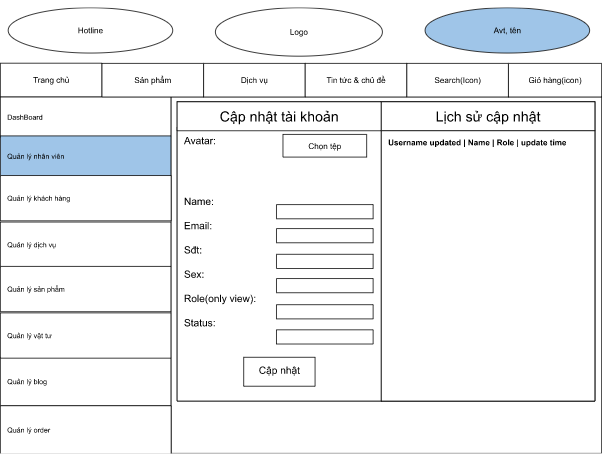 Hotline
Logo
Avt, tên
Trang chủ
Sản phẩm
Dịch vụ
Tin tức & chủ đề
Search(Icon)
Giỏ hàng(icon)
DashBoard
Quản lý nhân viên
Quản lý khách hàng
Quản lý dịch vụ
Quản lý sản phẩm
Quản lý vật tư
Quản lý blog
Quản lý order
Cập nhật tài khoản
Avatar:
Chọn tệp
Name:
Email:
Sđt:
Sex:
Role(only view):
Status:
Cập nhật
Lịch sử cập nhật
Username updated | Name | Role | update time